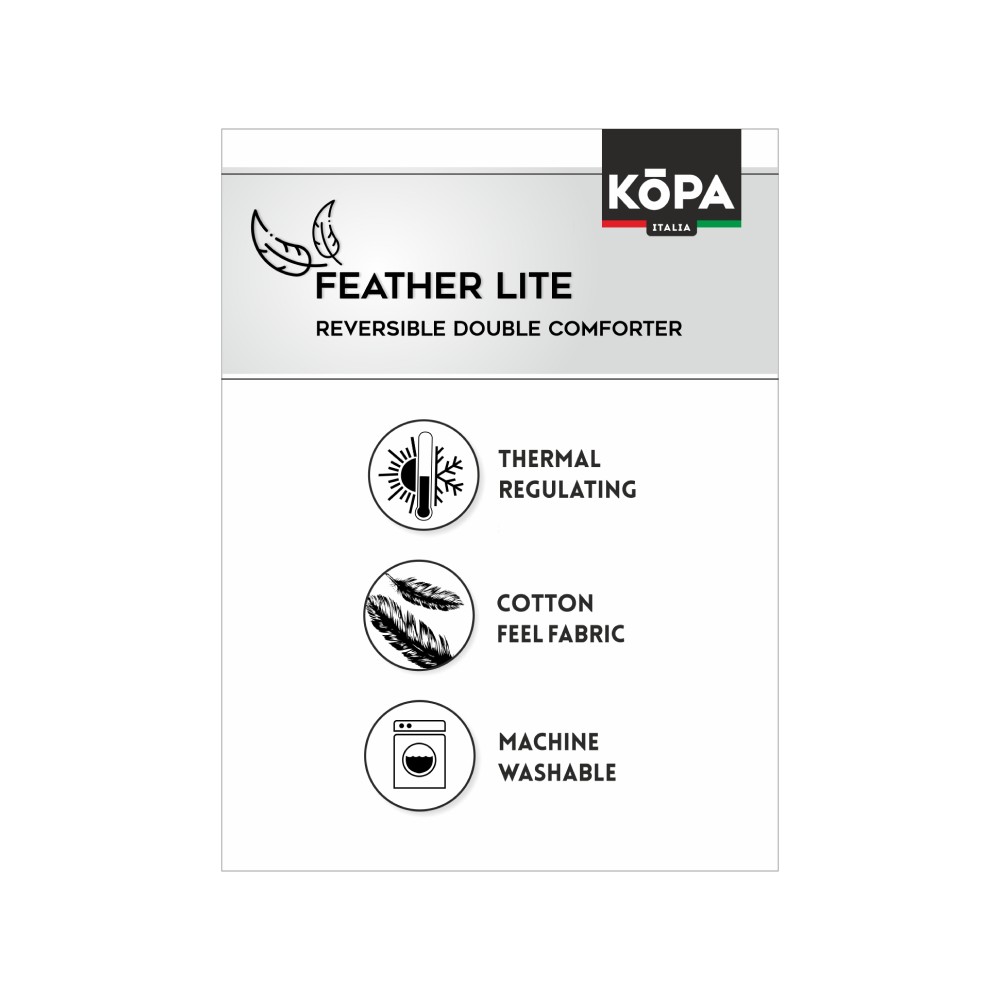 KōPA
ITALIA
FEATHER LITE
REVERSIBLE DOUBLE COMFORTER
THERMAL
REGULATING
COTTON
FEEL FABRIC
MACHINE
WASHABLE